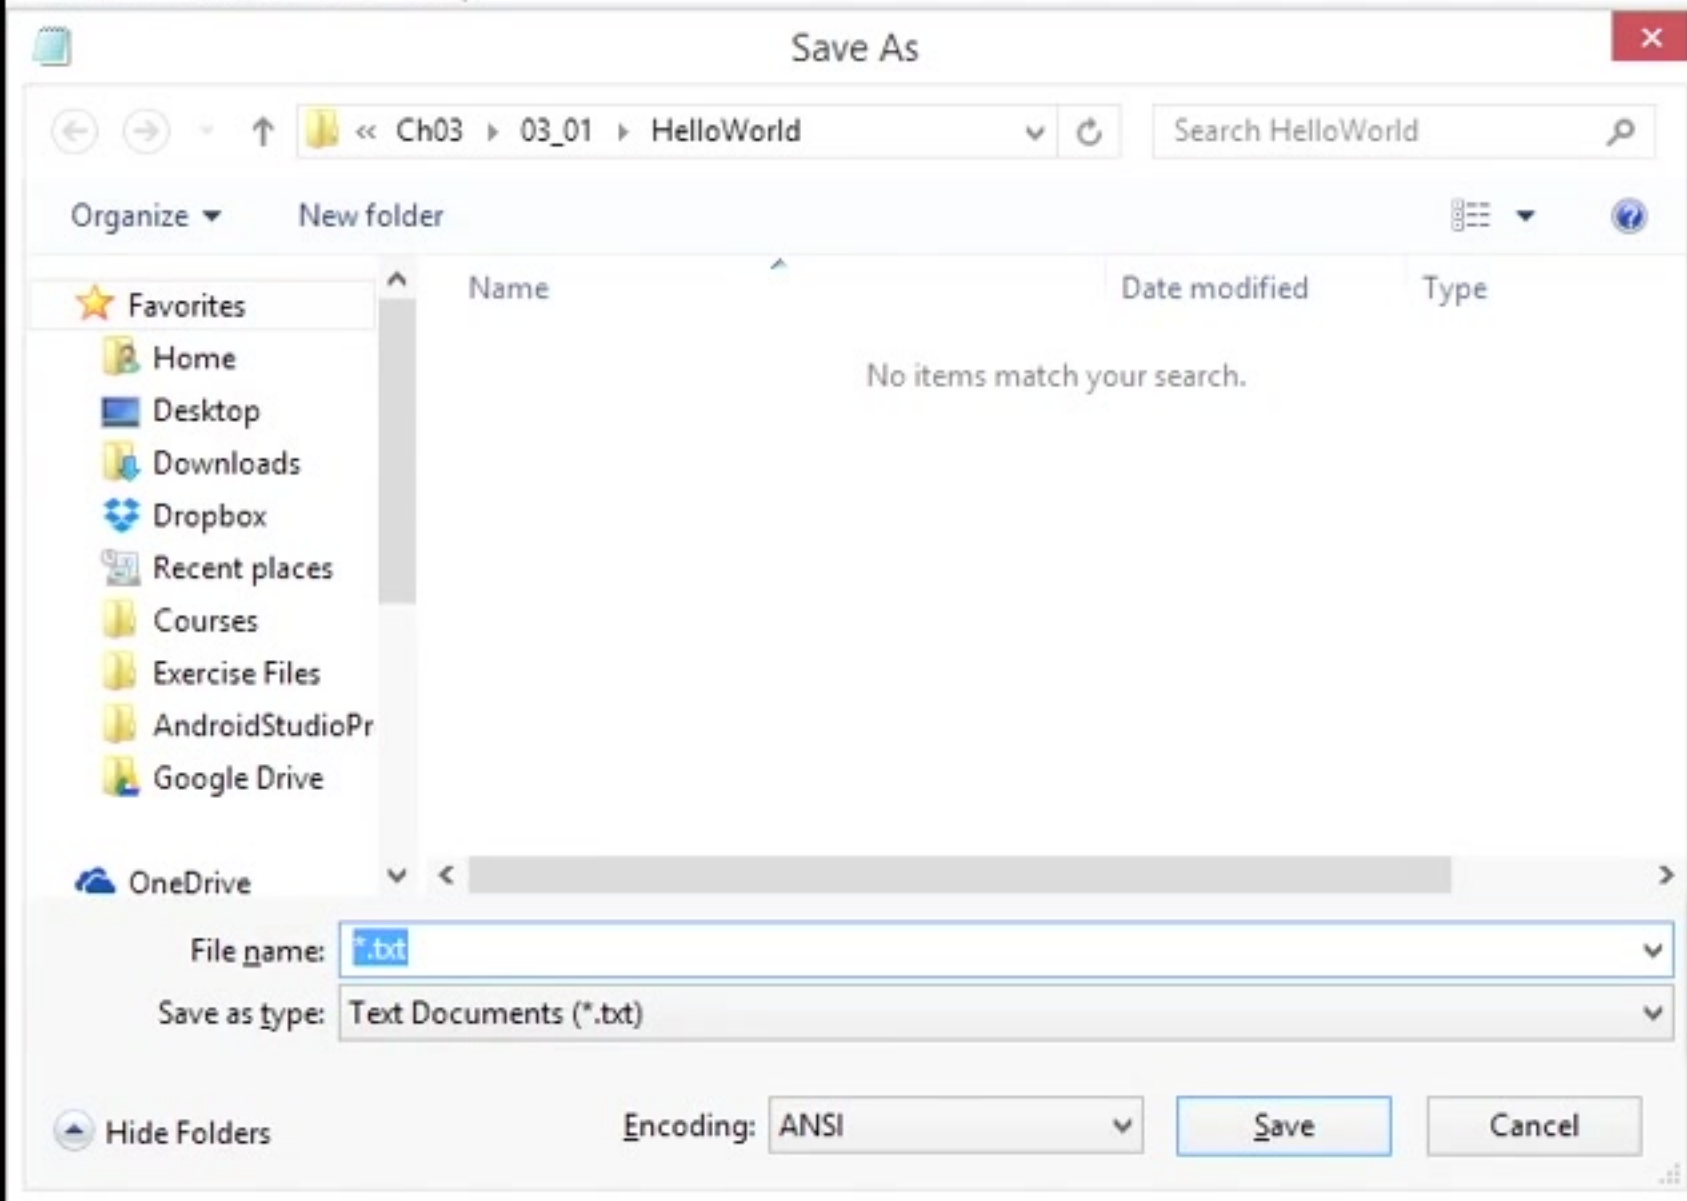 Save As
« Ch03 03_01 HelloWorld Search HelloWorld
Organize New folder
Name Date modified Type
No items match your search.
Favorites
Home
Desktop
Downloads
Dropbox
Recent places
Courses
Exercise Files
AndroidStudioPr
Google Drive
OneDrive
File name: *.txt
Save as type: Text Documents (*.txt)
Hide Folders Encoding: ANSI Save Cancel